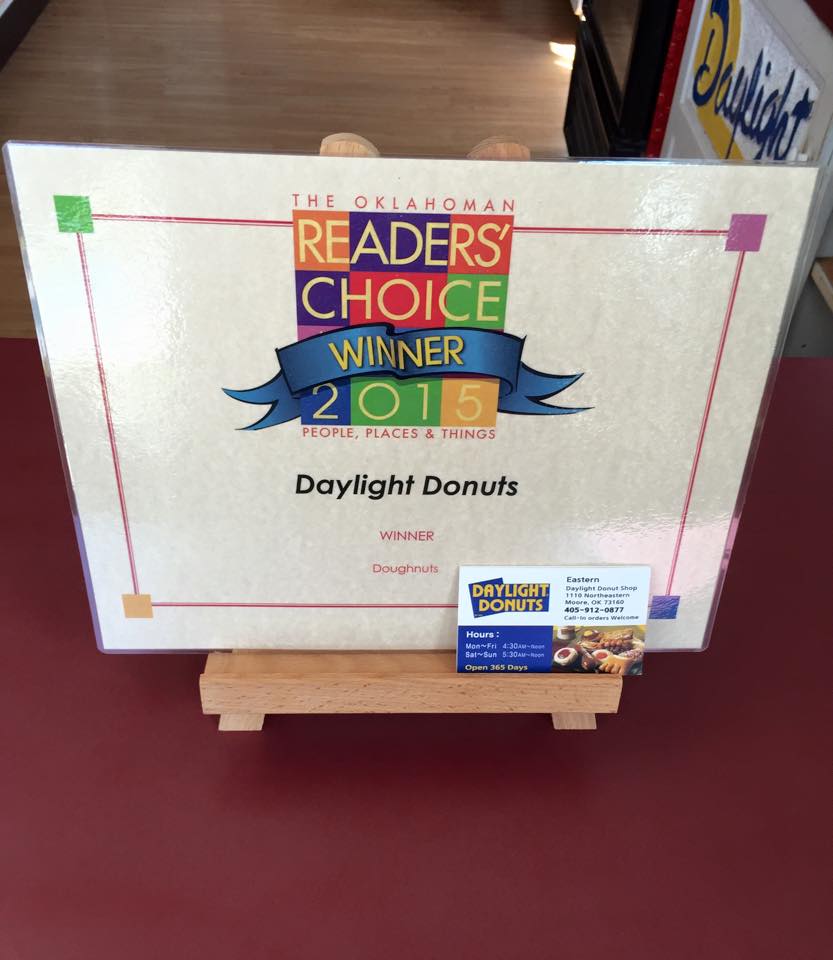 Daylight
THE OKLAHOMAN
READERS'
CHOICE
WINNER
2015
PEOPLE, PLACES & THINGS
Daylight Donuts
WINNER
Doughnuts
DAYLIGHT
DONUTS
Eastern
Daylight Donut Shop
1110 Northeastern
Moore, OK 73160
405-912-0877
Call-In orders Welcome
Hours :
Mon~Fri 4:30AM~Noon
Sat~Sun 5:30AM~Noon
Open 365 Days